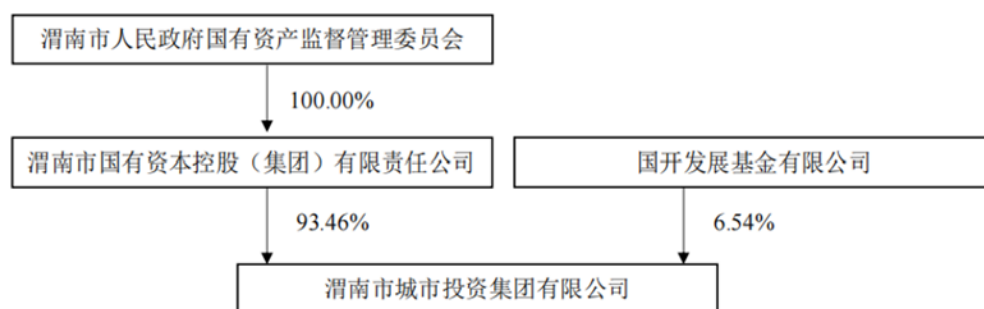 渭南市人民政府国有资产监督管理委员会
100.00%
渭南市国有资本控股（集团）有限责任公司
国开发展基金有限公司
93.46%
6.54%
渭南市城市投资集团有限公司